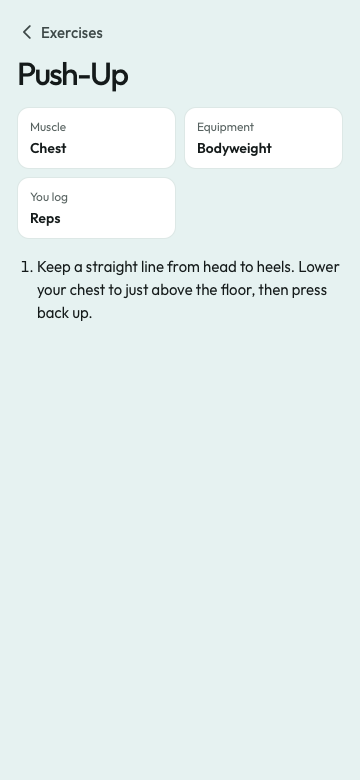 Exercises
Push-Up
Muscle
Chest
Equipment
Bodyweight
You log
Reps
1. Keep a straight line from head to heels. Lower
your chest to just above the floor, then press
back up.